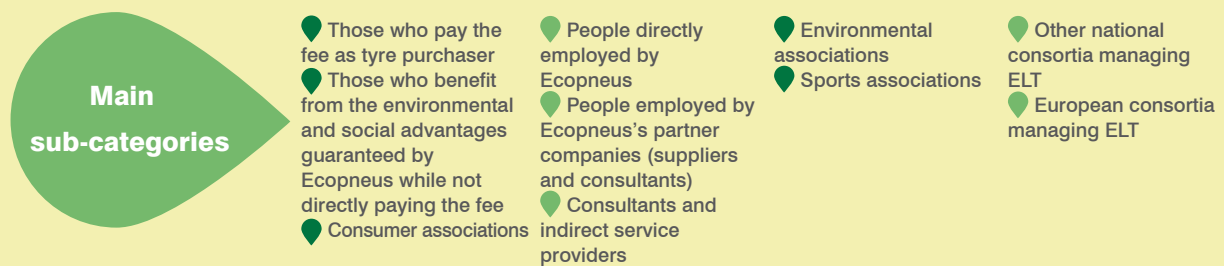 Main
sub-categories
Those who pay the
fee as tyre purchaser
Those who benefit
from the environmental
and social advantages
guaranteed by
Ecopneus while not
directly paying the fee
Consumer associations
People directly
employed by
Ecopneus
People employed by
Ecopneus's partner
companies (suppliers
and consultants)
Consultants and
indirect service
providers
Environmental
associations
Sports associations
Other national
consortia managing
ELT
European consortia
managing ELT